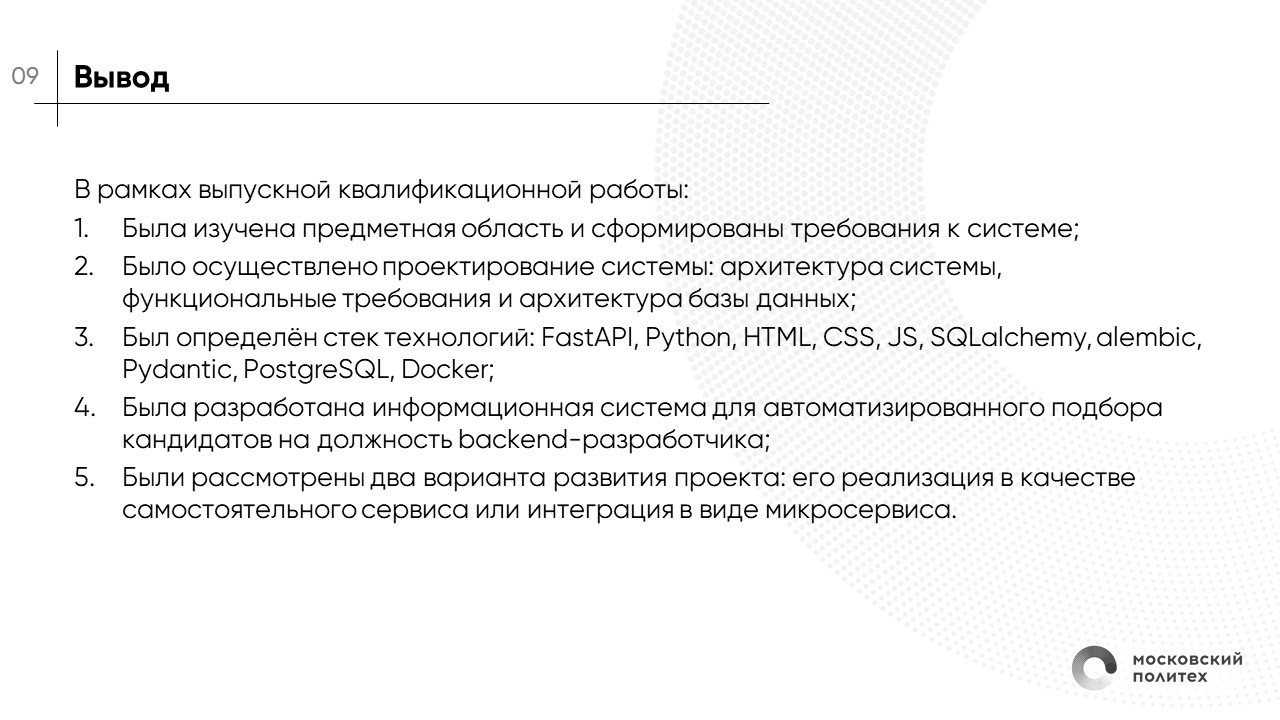 09
Вывод
В рамках выпускной квалификационной работы:
1. Была изучена предметная область и сформированы требования к системе;
2. Было осуществлено проектирование системы: архитектура системы,
функциональные требования и архитектура базы данных;
3. Был определён стек технологий: FastAPI, Python, HTML, CSS, JS, SQLalchemy, alembic,
Pydantic, PostgreSQL, Docker;
4. Была разработана информационная система для автоматизированного подбора
кандидатов на должность backend-разработчика;
5. Были рассмотрены два варианта развития проекта: его реализация в качестве
самостоятельного сервиса или интеграция в виде микросервиса.
московский
политех